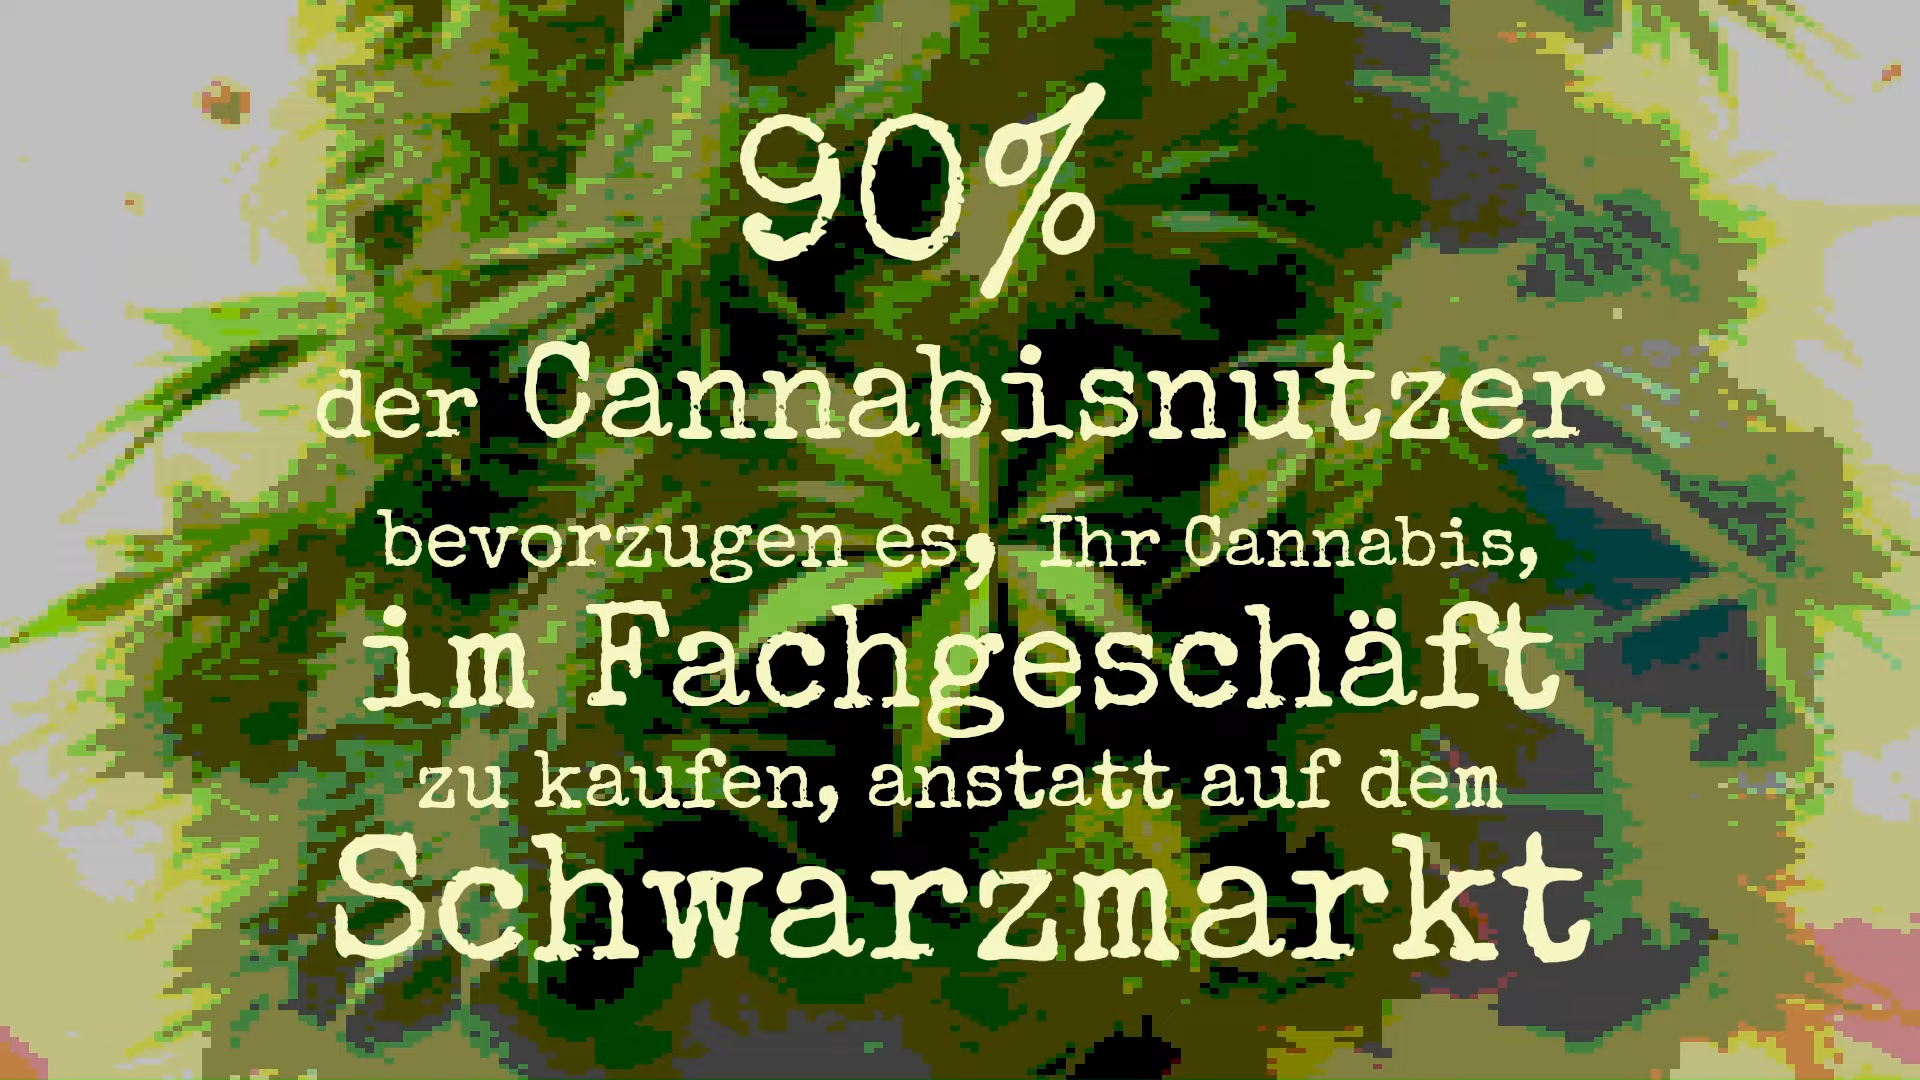 90%
der Cannabisnutzer
bevorzugen es, Ihr Cannabis,
im Fachgeschäft
zu kaufen, anstatt auf dem
Schwarzmarkt